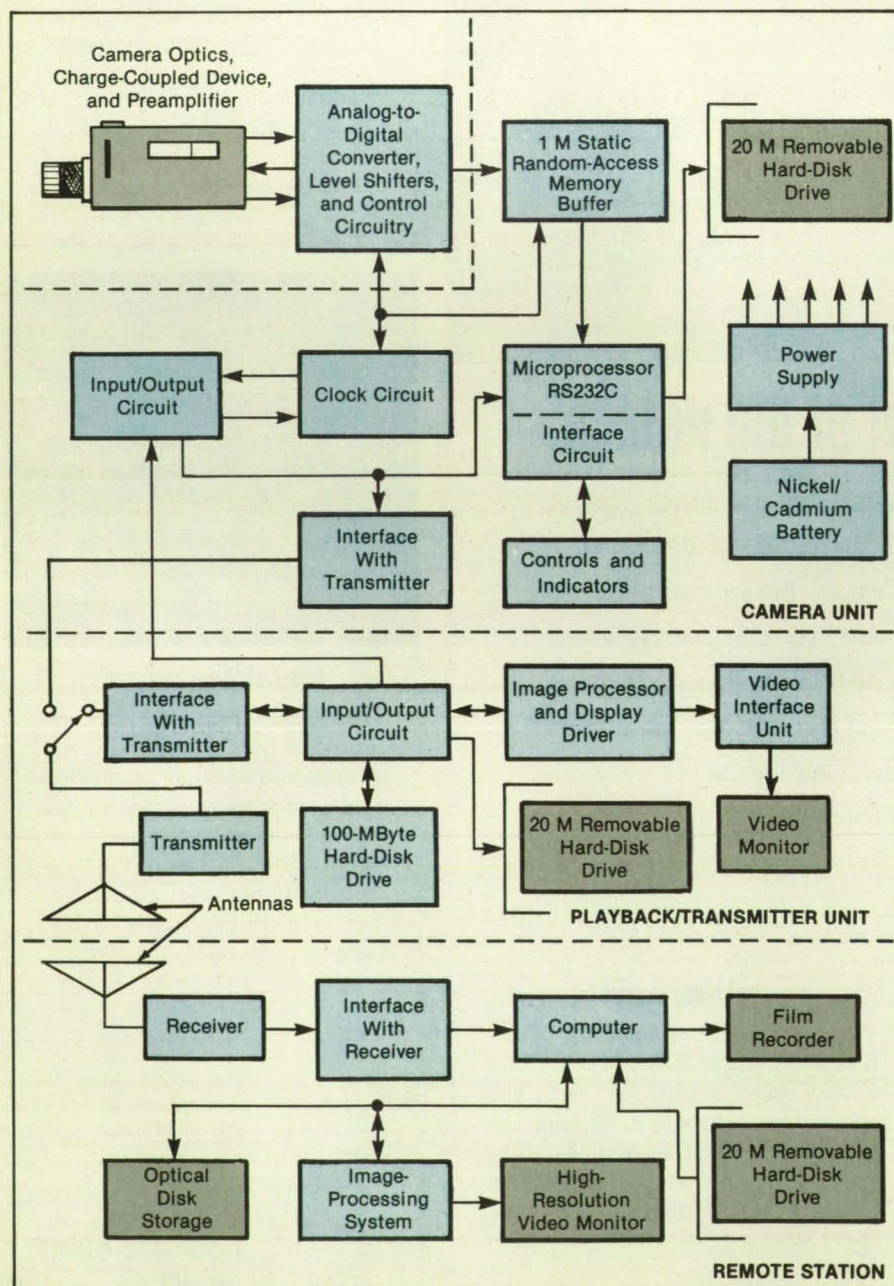 Camera Optics,
Charge-Coupled Device,
and Preamplifier
Analog-to-
Digital
Converter,
Level Shifters,
and Control
Circuitry
1 M Static
Random-Access
Memory
Buffer
20 M Removable
Hard-Disk
Drive
Input/Output
Circuit
Clock Circuit
Microprocessor
RS232C
Interface
Circuit
Power
Supply
Nickel/
Cadmium
Battery
Interface
With
Transmitter
Controls and
Indicators
CAMERA UNIT
Interface
With
Transmitter
Input/Output
Circuit
Image Processor
and Display
Driver
Video
Interface
Unit
Transmitter
100-MByte
Hard-Disk
Drive
20 M Removable
Hard-Disk
Drive
Video
Monitor
Antennas
PLAYBACK/TRANSMITTER UNIT
Receiver
Interface
With
Receiver
Computer
Film
Recorder
Optical
Disk
Storage
Image-
Processing
System
High-
Resolution
Video Monitor
20 M Removable
Hard-Disk
Drive
REMOTE STATION